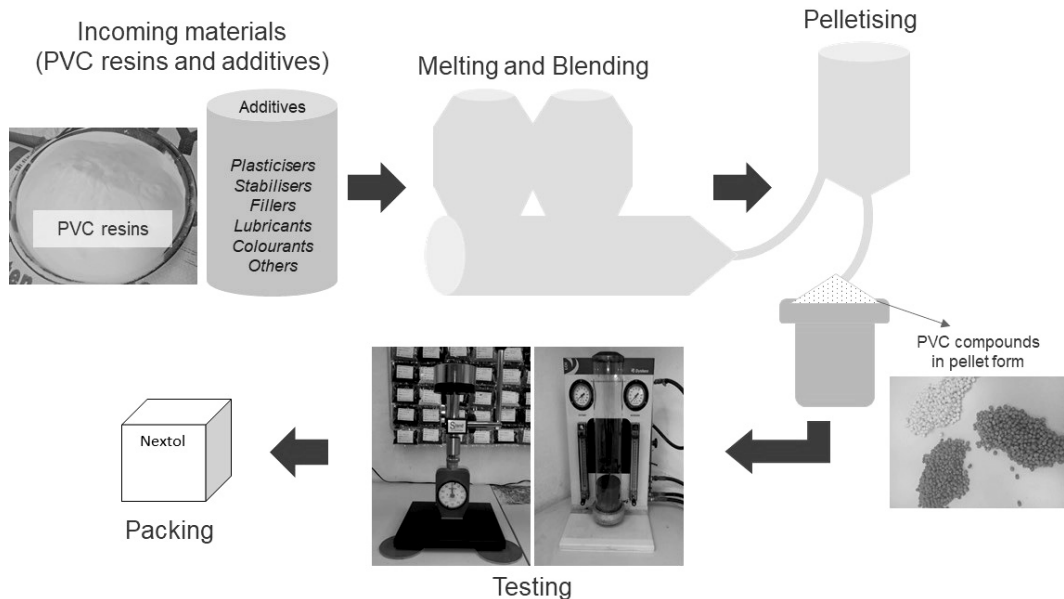 Incoming materials
(PVC resins and additives)
Melting and Blending
Pelletising
Additives
Plasticisers
Stabilisers
Fillers
Lubricants
Colourants
Others
PVC resins
PVC compounds
in pellet form
Nextol
Packing
Testing